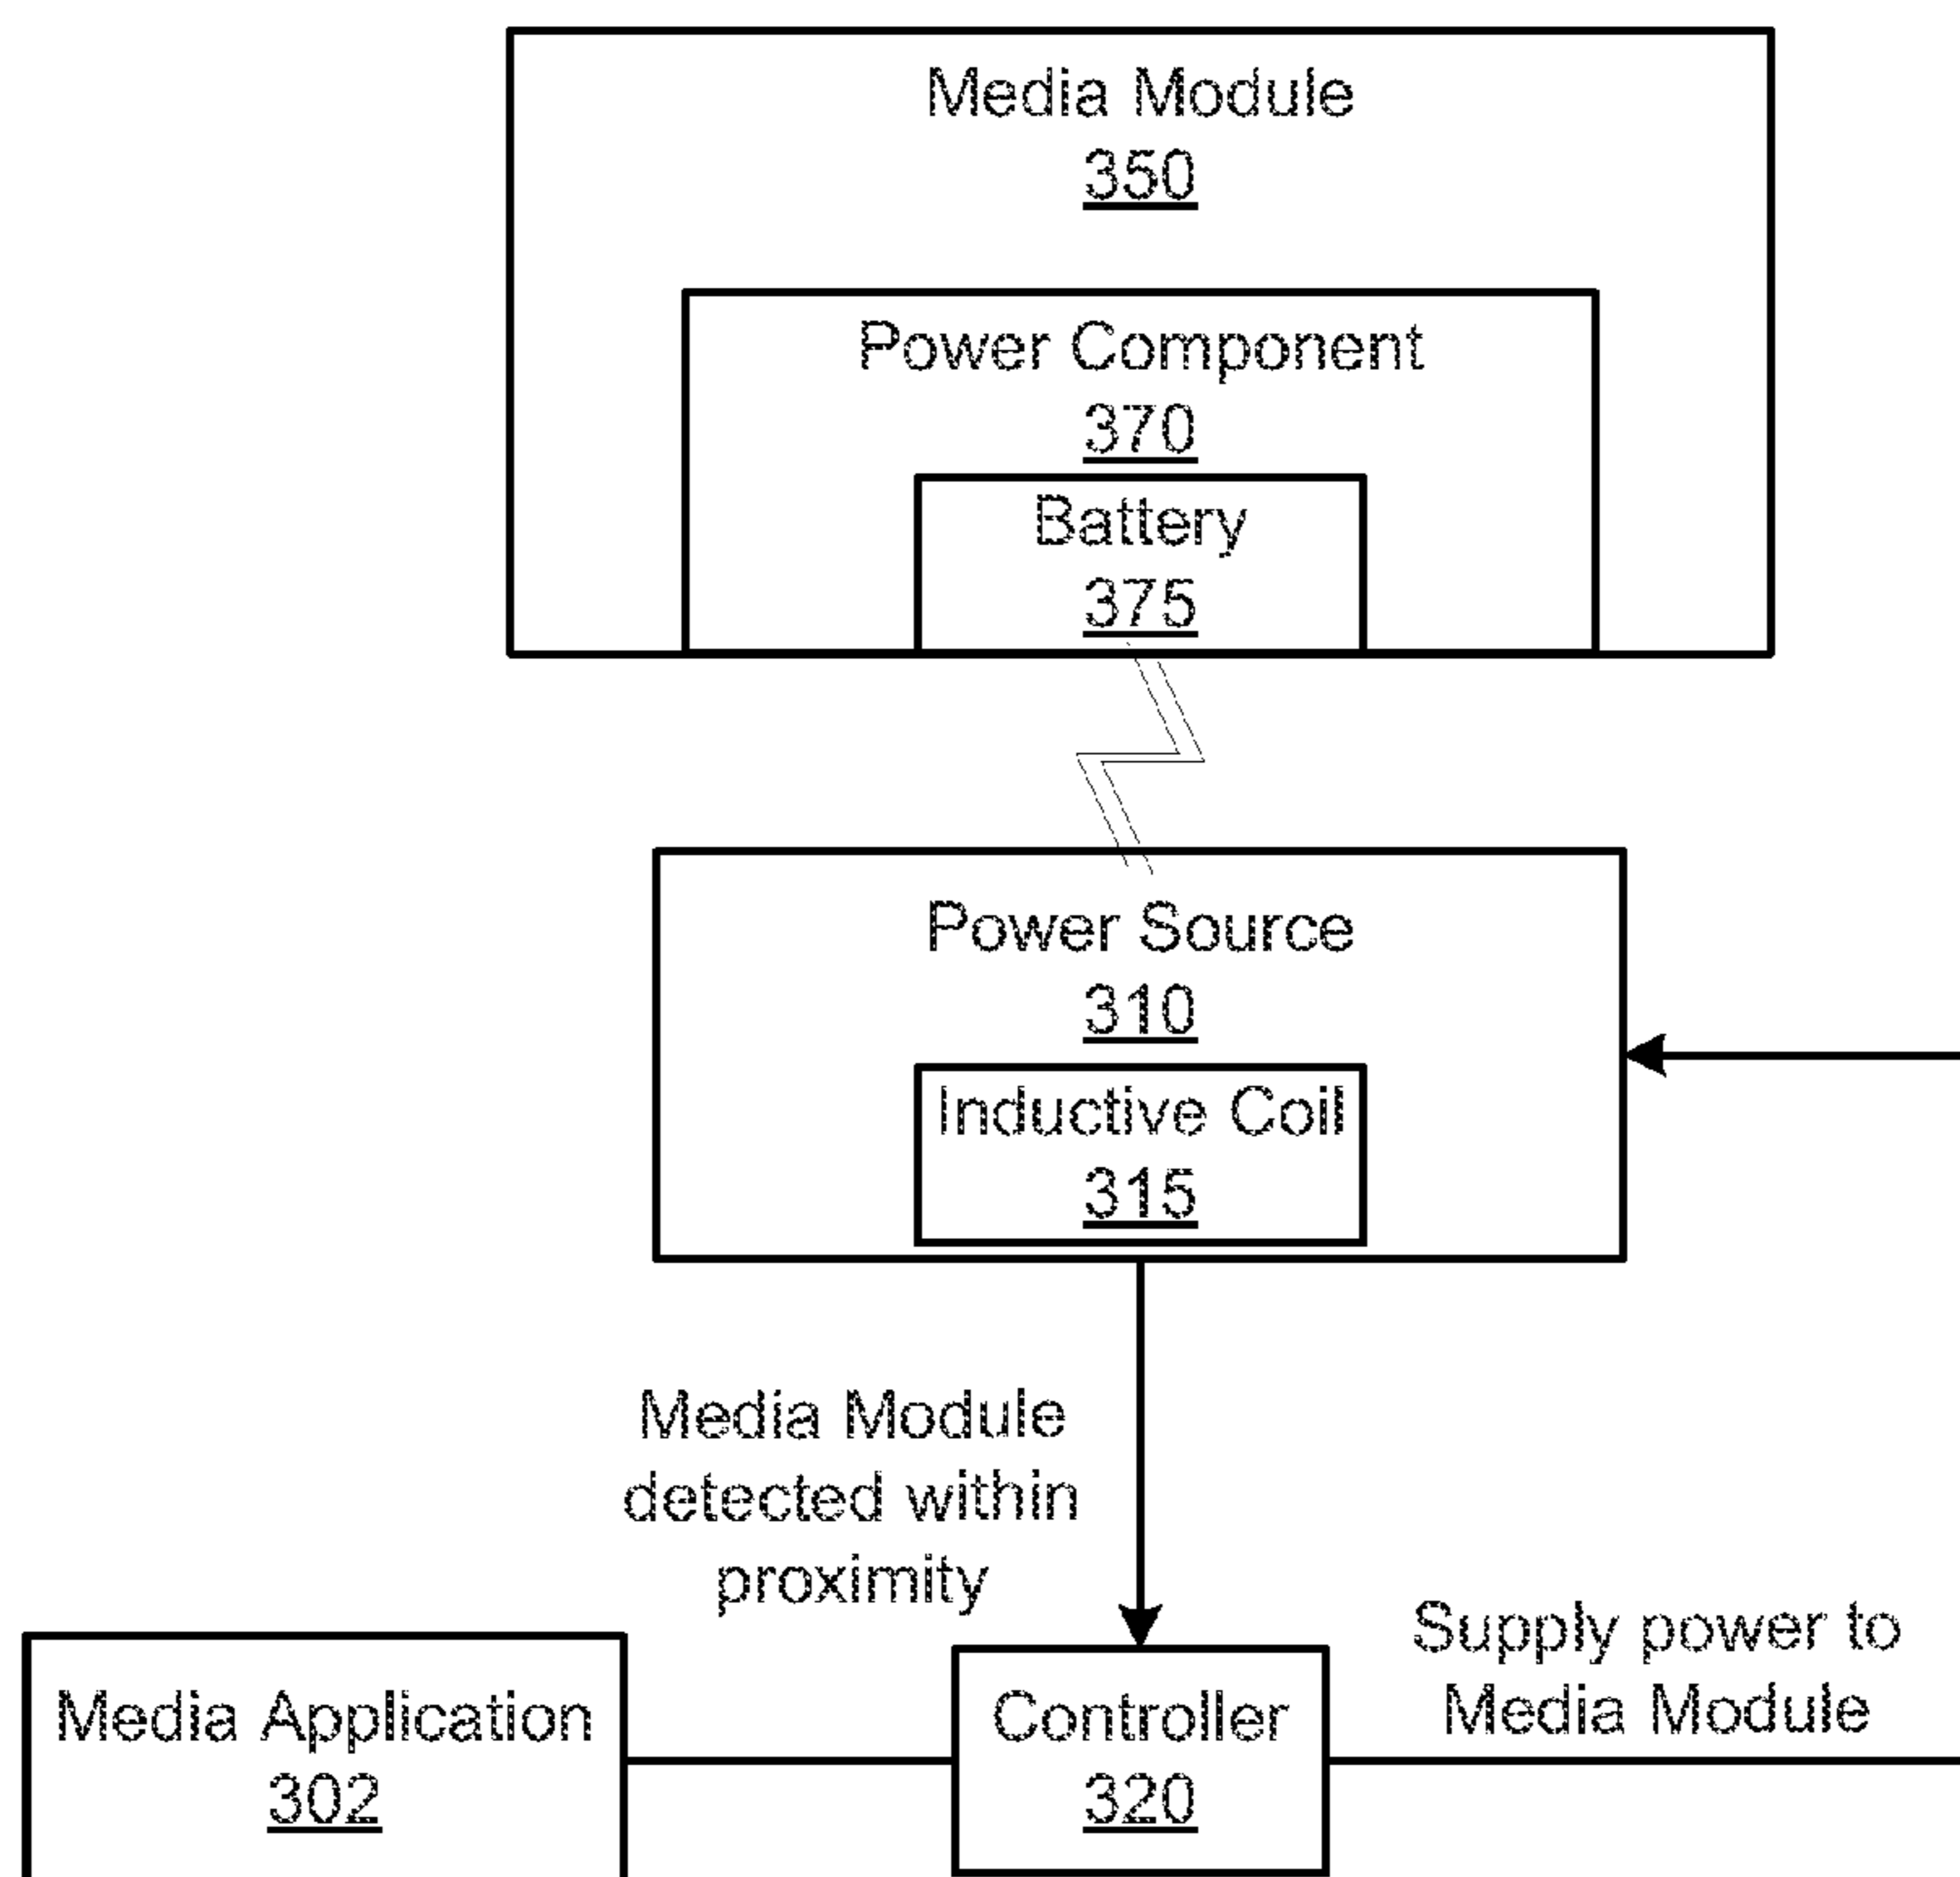 Media Module
350
Power Component
370
Battery
375
Power Source
310
Inductive Coil
315
Media Module
detected within
proximity
Supply power to
Media Module
Media Application
302
Controller
320